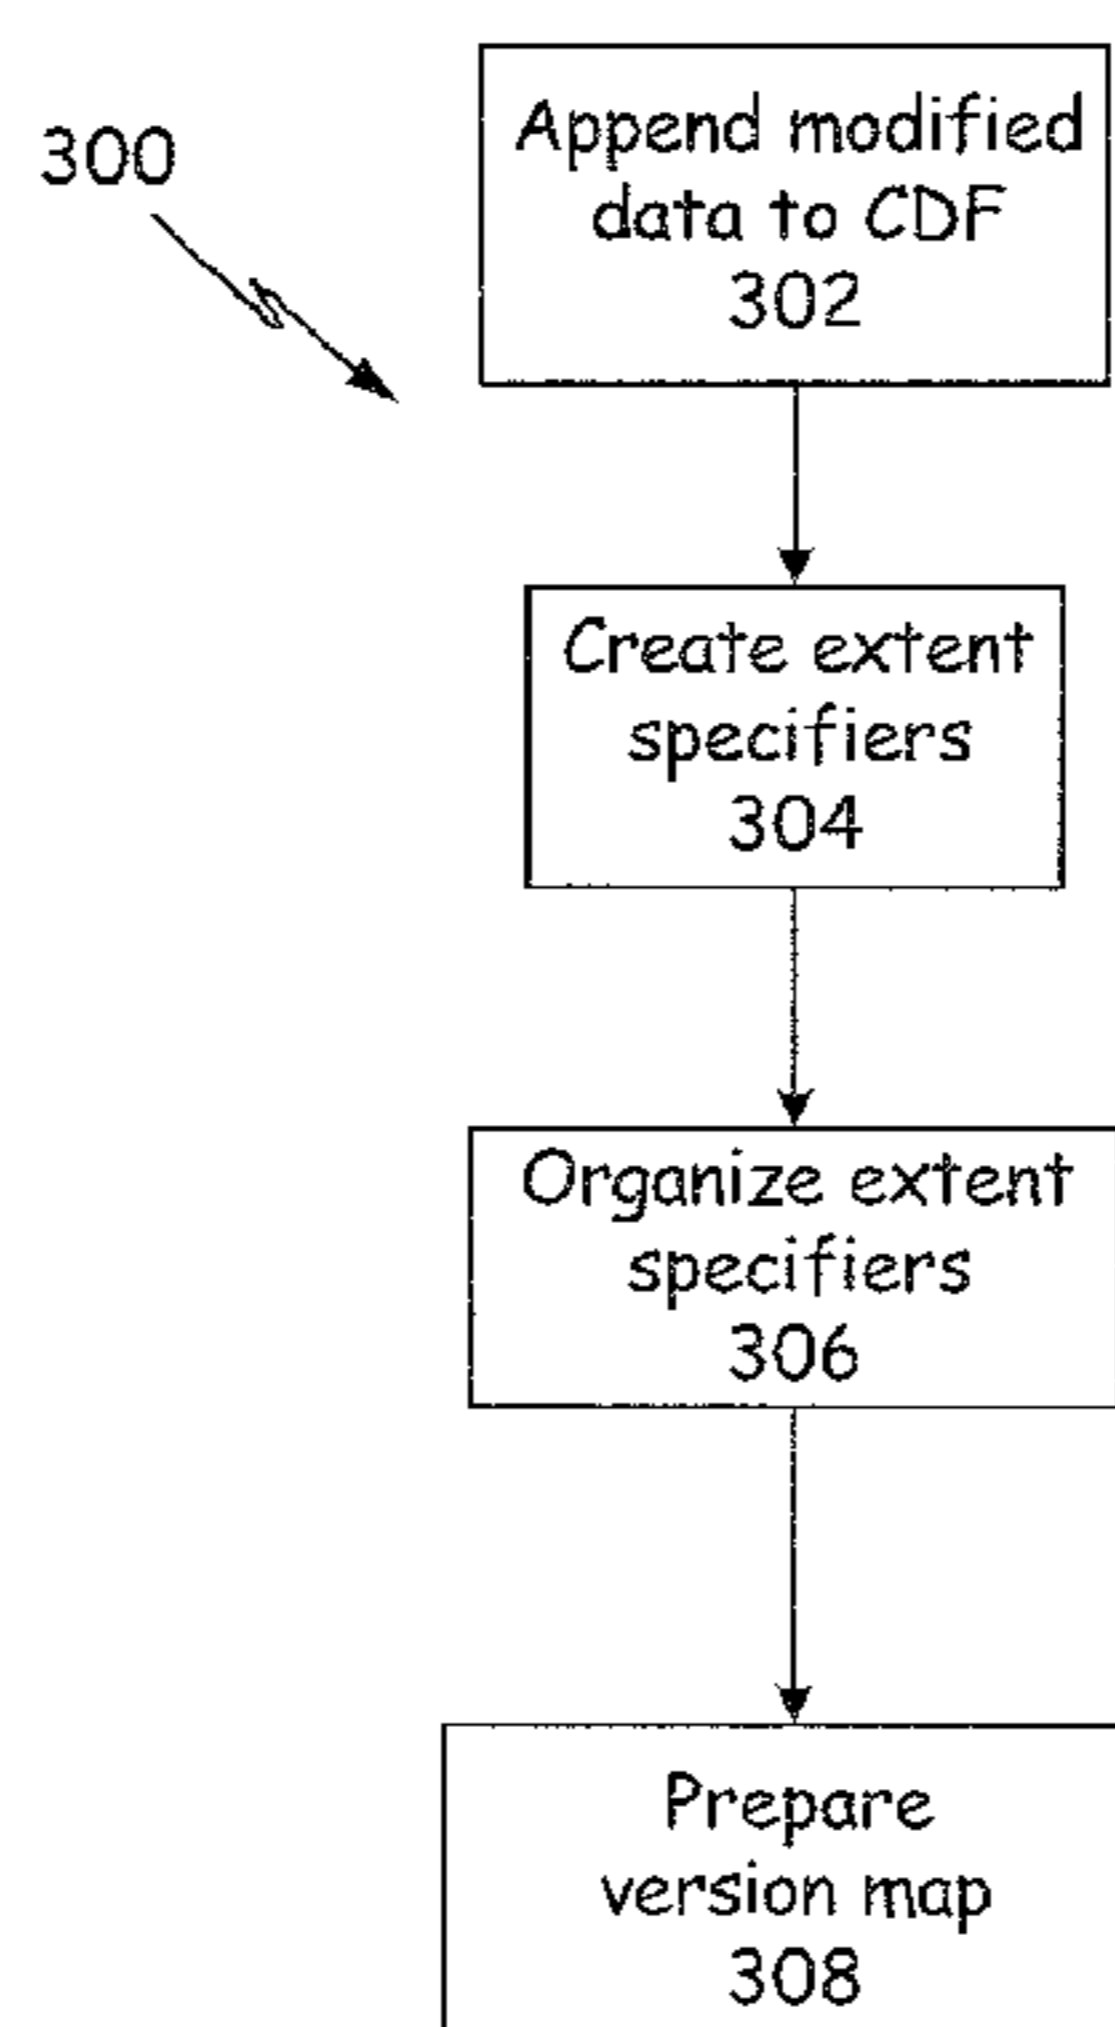 300
Append modified
data to CDF
302
Create extent
specifiers
304
Organize extent
specifiers
306
Prepare
version map
308